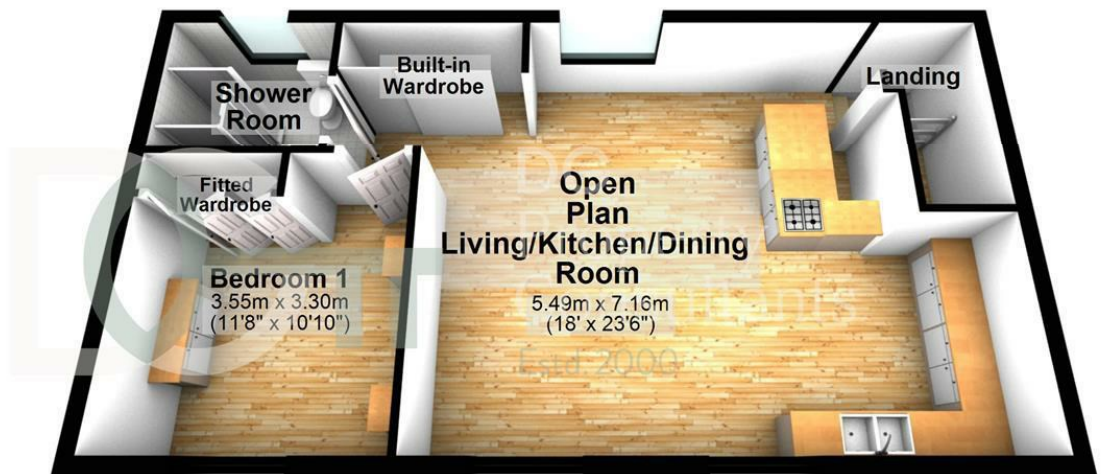 Shower
Room
Built-in
Wardrobe
Landing
Fitted
Wardrobe
Open
Plan
Living/Kitchen/Dining
Room
5.49m x 7.16m
(18' x 23'6")
Bedroom 1
3.55m x 3.30m
(11'8" x 10'10")
DC
Estd 2000